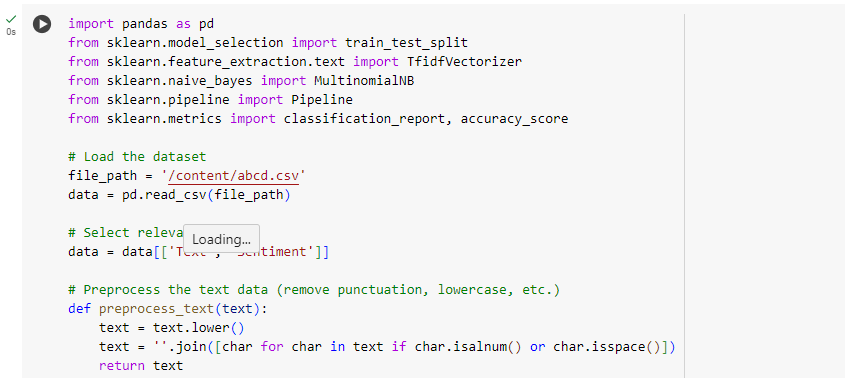 0s
import pandas as pd
from sklearn.model_selection import train_test_split
from sklearn.feature_extraction.text import TfidfVectorizer
from sklearn.naive_bayes import MultinomialNB
from sklearn.pipeline import Pipeline
from sklearn.metrics import classification_report, accuracy_score
# Load the dataset
file_path = '/content/abcd.csv'
data = pd.read_csv(file_path)
# Select releva
Loading...
data = data[['Text', 'Sentiment']]
# Preprocess the text data (remove punctuation, lowercase, etc.)
def preprocess_text(text):
    text = text.lower()
    text = ''.join([char for char in text if char.isalnum() or char.isspace()])
    return text